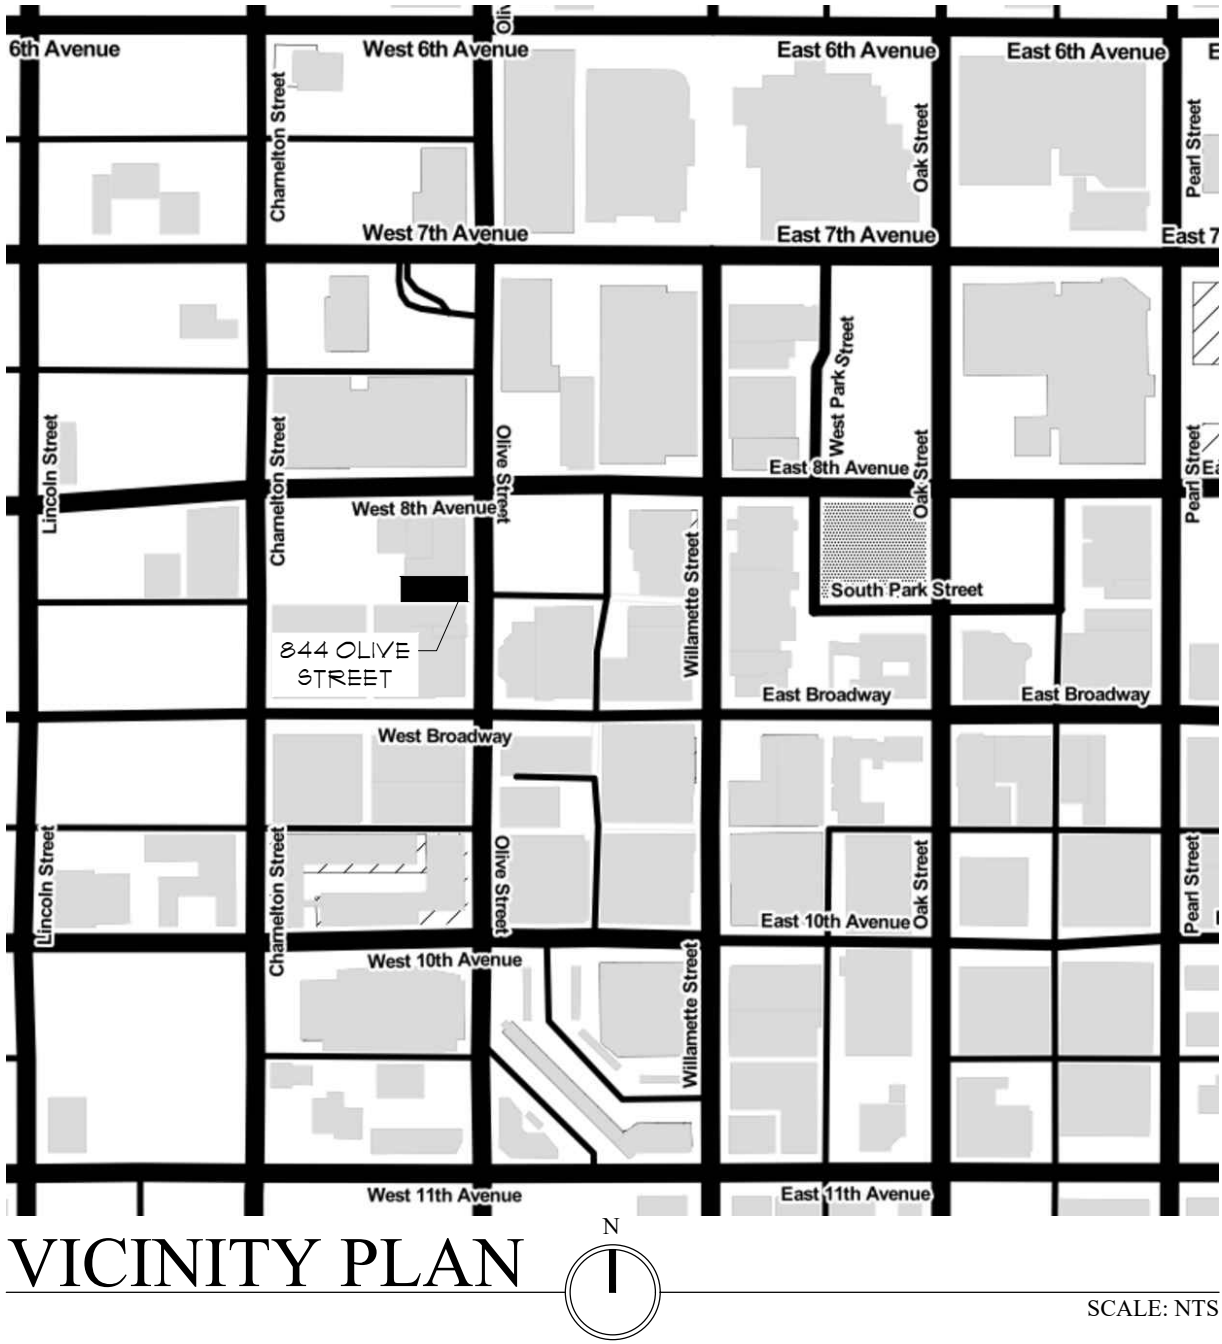 Oliv
6th Avenue
West 6th Avenue
East 6th Avenue
East 6th Avenue
E
Charnelton Street
Oak Street
Pearl Street
West 7th Avenue
East 7th Avenue
East 7
West Park Street
Lincoln Street
Charnelton Street
Olive Street
Oak Street
Pearl Street
East 8th Avenue
Ea
West 8th Avenue
Willamette Street
South Park Street
844 OLIVE
STREET
East Broadway
East Broadway
West Broadway
Lincoln Street
Charnelton Street
Olive Street
Oak Street
Pearl Street
East 10th Avenue
West 10th Avenue
Willamette Street
West 11th Avenue
East 11th Avenue
VICINITY PLAN
N
SCALE: NTS